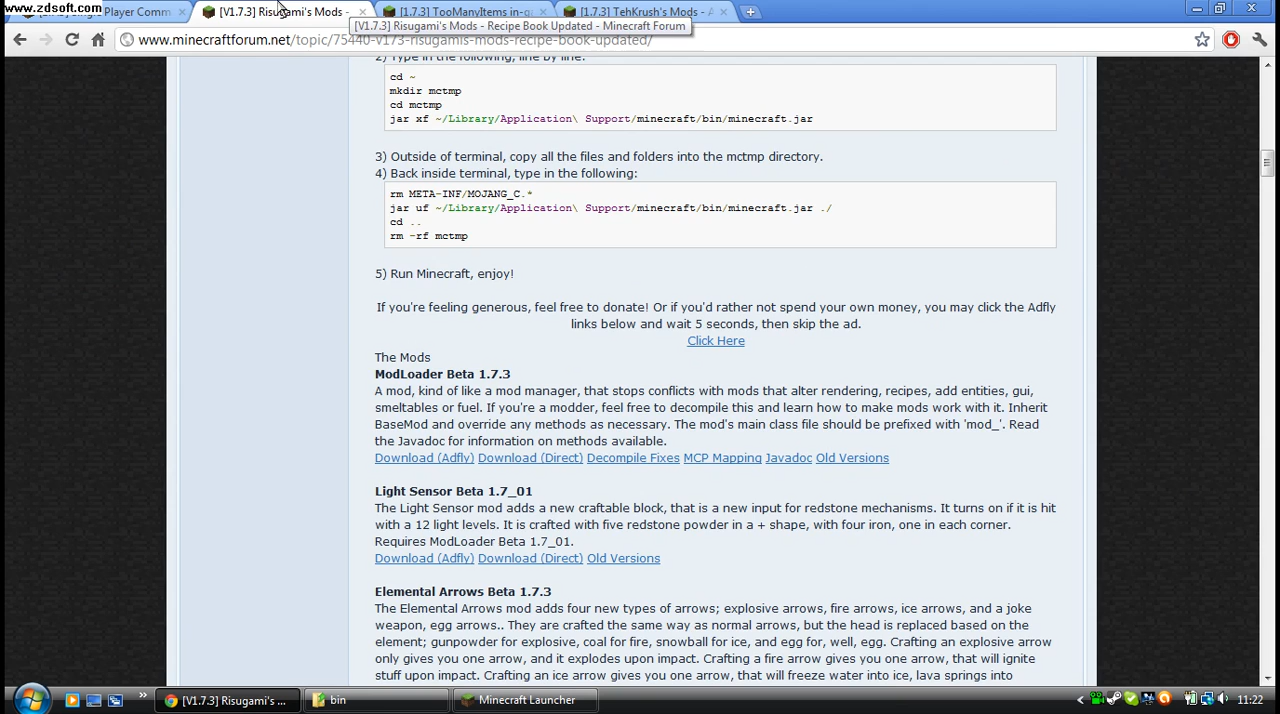 www.zdsoft.com
Player Comm
[V1.7.3] Risugami's Mods -
[1.7.3] TooManyItems in-g
[1.7.3] TehKrush's Mods - A
[V1.7.3] Risugami's Mods - Recipe Book Updated - Minecraft Forum
www.minecraftforum.net/topic/75440-v173-risugamis-mods-recipe-book-updated/
2) Type in the following, line by line:
cd ~
mkdir mctmp
cd mctmp
jar xf ~/Library/Application\ Support/minecraft/bin/minecraft.jar
3) Outside of terminal, copy all the files and folders into the mctmp directory.
4) Back inside terminal, type in the following:
rm META-INF/MOJANG_C.*
jar uf ~/Library/Application\ Support/minecraft/bin/minecraft.jar ./
cd ..
rm -rf mctmp
5) Run Minecraft, enjoy!
If you're feeling generous, feel free to donate! Or if you'd rather not spend your own money, you may click the Adfly
links below and wait 5 seconds, then skip the ad.
Click Here
The Mods
ModLoader Beta 1.7.3
A mod, kind of like a mod manager, that stops conflicts with mods that alter rendering, recipes, add entities, gui,
smeltables or fuel. If you're a modder, feel free to decompile this and learn how to make mods work with it. Inherit
BaseMod and override any methods as necessary. The mod's main class file should be prefixed with 'mod_'. Read
the Javadoc for information on methods available.
Download (Adfly) Download (Direct) Decompile Fixes MCP Mapping Javadoc Old Versions
Light Sensor Beta 1.7_01
The Light Sensor mod adds a new craftable block, that is a new input for redstone mechanisms. It turns on if it is hit
with a 12 light levels. It is crafted with five redstone powder in a + shape, with four iron, one in each corner.
Requires ModLoader Beta 1.7_01.
Download (Adfly) Download (Direct) Old Versions
Elemental Arrows Beta 1.7.3
The Elemental Arrows mod adds four new types of arrows; explosive arrows, fire arrows, ice arrows, and a joke
weapon, egg arrows.. They are crafted the same way as normal arrows, but the head is replaced based on the
element; gunpowder for explosive, coal for fire, snowball for ice, and egg for, well, egg. Crafting an explosive arrow
only gives you one arrow, and it explodes upon impact. Crafting a fire arrow gives you one arrow, that will ignite
stuff upon impact. Crafting an ice arrow gives you one arrow, that will freeze water into ice, lava springs into
[V1.7.3] Risugami's ...
bin
Minecraft Launcher
11:22